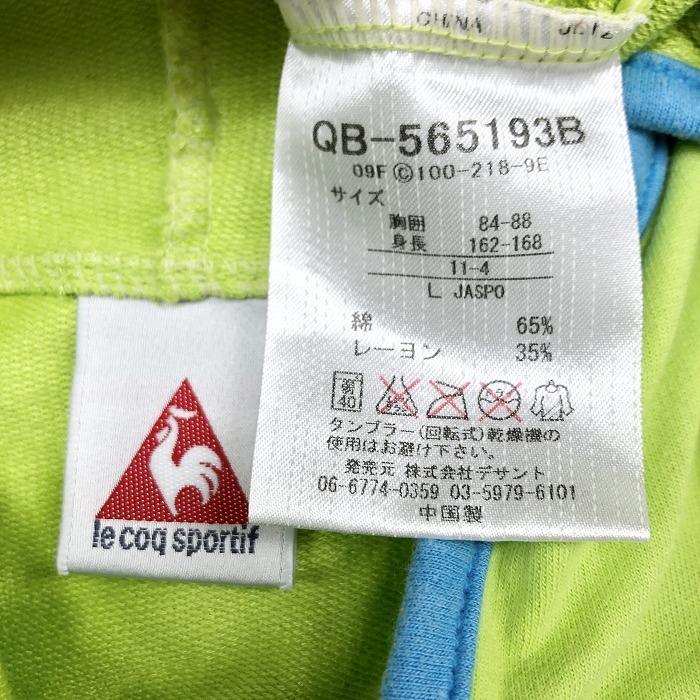 CHINA
QB-565193B
09F ©100-218-9E
サイズ
胸囲 84-88
身長 162-168
11-4
L JASPO
綿 65%
レーヨン 35%
弱
40
タンブラー(回転式)乾燥機の
使用はお避け下さい。
発売元 株式会社デサント
06-6774-0359 03-5979-6101
中国製
le coq sportif